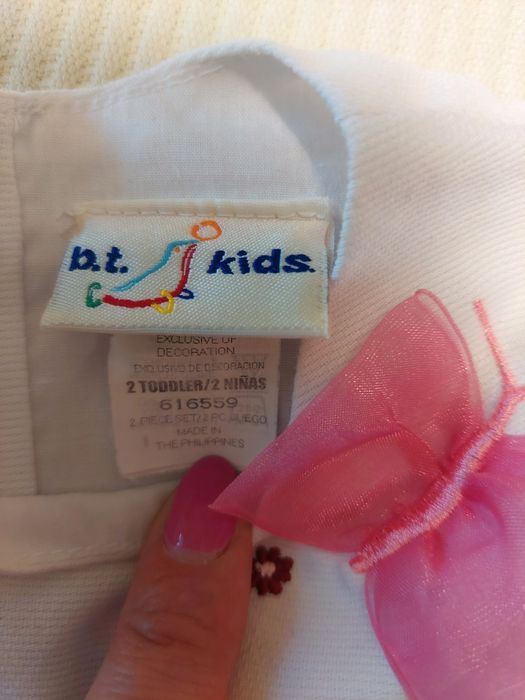 b.t. kids.
EXCLUSIVE OF
DECORATION
EXCLUSIVO DE DECORACION
2 TODDLER/2 NIÑAS
616559
2 PIECE SET/2 PC JUEGO
MADE IN
THE PHILIPPINES